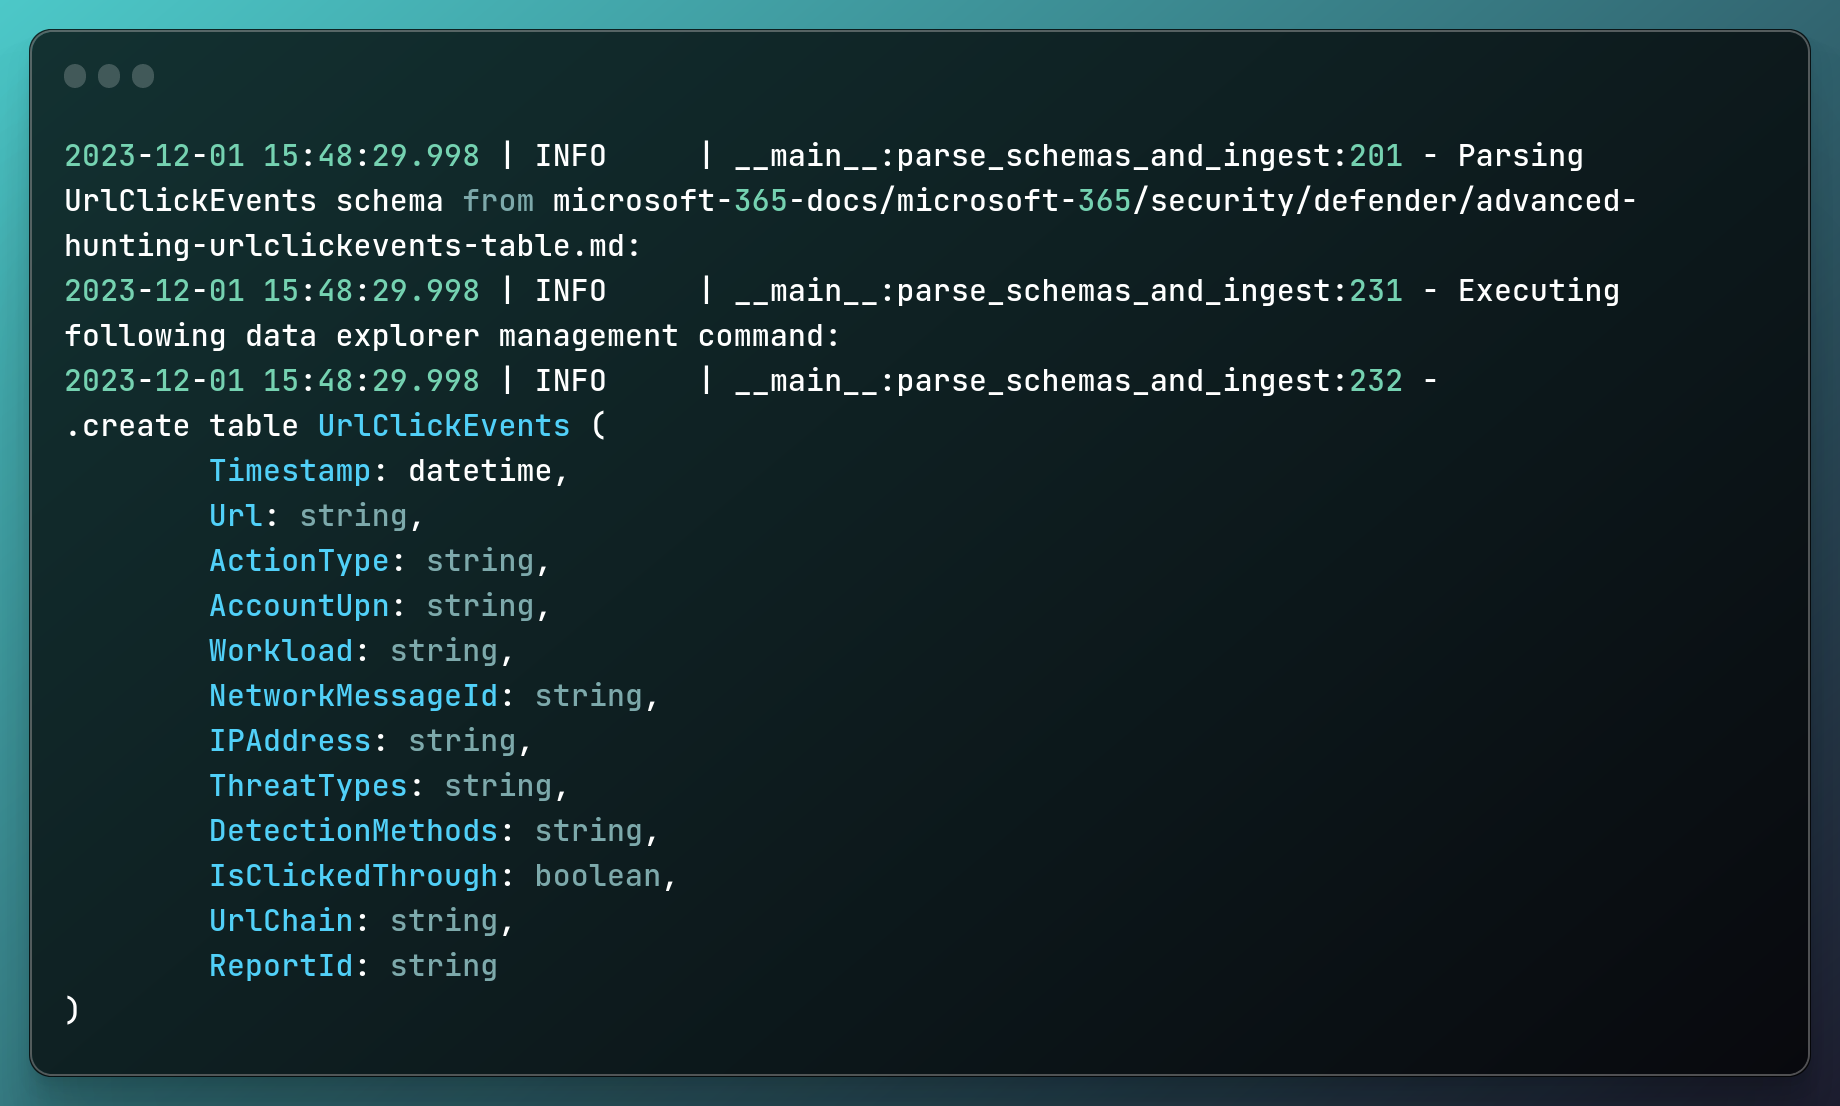 2023-12-01 15:48:29.998 | INFO     | __main__:parse_schemas_and_ingest:201 - Parsing
UrlClickEvents schema from microsoft-365-docs/microsoft-365/security/defender/advanced-
hunting-urlclickevents-table.md:
2023-12-01 15:48:29.998 | INFO     | __main__:parse_schemas_and_ingest:231 - Executing
following data explorer management command:
2023-12-01 15:48:29.998 | INFO     | __main__:parse_schemas_and_ingest:232 -
.create table UrlClickEvents (
        Timestamp: datetime,
        Url: string,
        ActionType: string,
        AccountUpn: string,
        Workload: string,
        NetworkMessageId: string,
        IPAddress: string,
        ThreatTypes: string,
        DetectionMethods: string,
        IsClickedThrough: boolean,
        UrlChain: string,
        ReportId: string
)